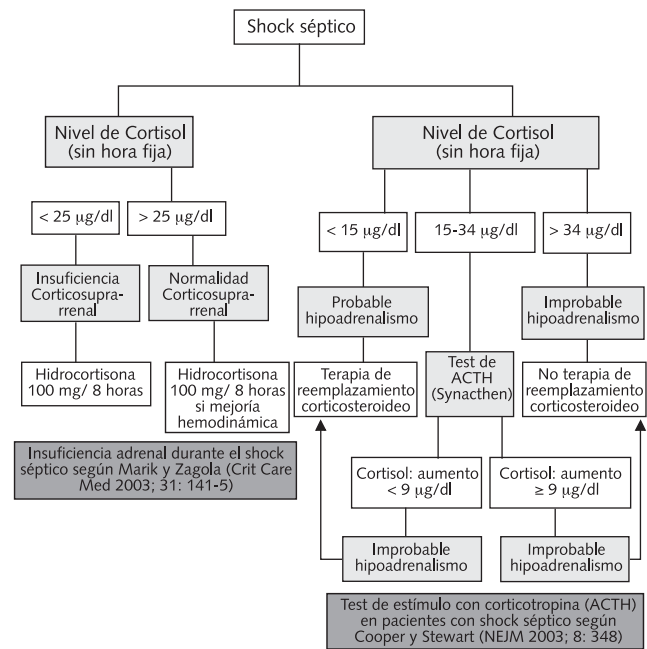 Shock séptico
Nivel de Cortisol
(sin hora fija)
< 25 μg/dl
> 25 μg/dl
Insuficiencia
Corticosupra-
rrenal
Normalidad
Corticosupra-
rrenal
Hidrocortisona
100 mg/ 8 horas
Hidrocortisona
100 mg/ 8 horas
si mejoría
hemodinámica
Insuficiencia adrenal durante el shock
séptico según Marik y Zagola (Crit Care
Med 2003; 31: 141-5)
Nivel de Cortisol
(sin hora fija)
< 15 μg/dl
15-34 μg/dl
> 34 μg/dl
Probable
hipoadrenalismo
Improbable
hipoadrenalismo
Terapia de
reemplazamiento
corticosteroideo
Test de
ACTH
(Synacthen)
No terapia de
reemplazamiento
corticosteroideo
Cortisol: aumento
< 9 μg/dl
Cortisol: aumento
≥ 9 μg/dl
Improbable
hipoadrenalismo
Improbable
hipoadrenalismo
Test de estímulo con corticotropina (ACTH)
en pacientes con shock séptico según
Cooper y Stewart (NEJM 2003; 8: 348)